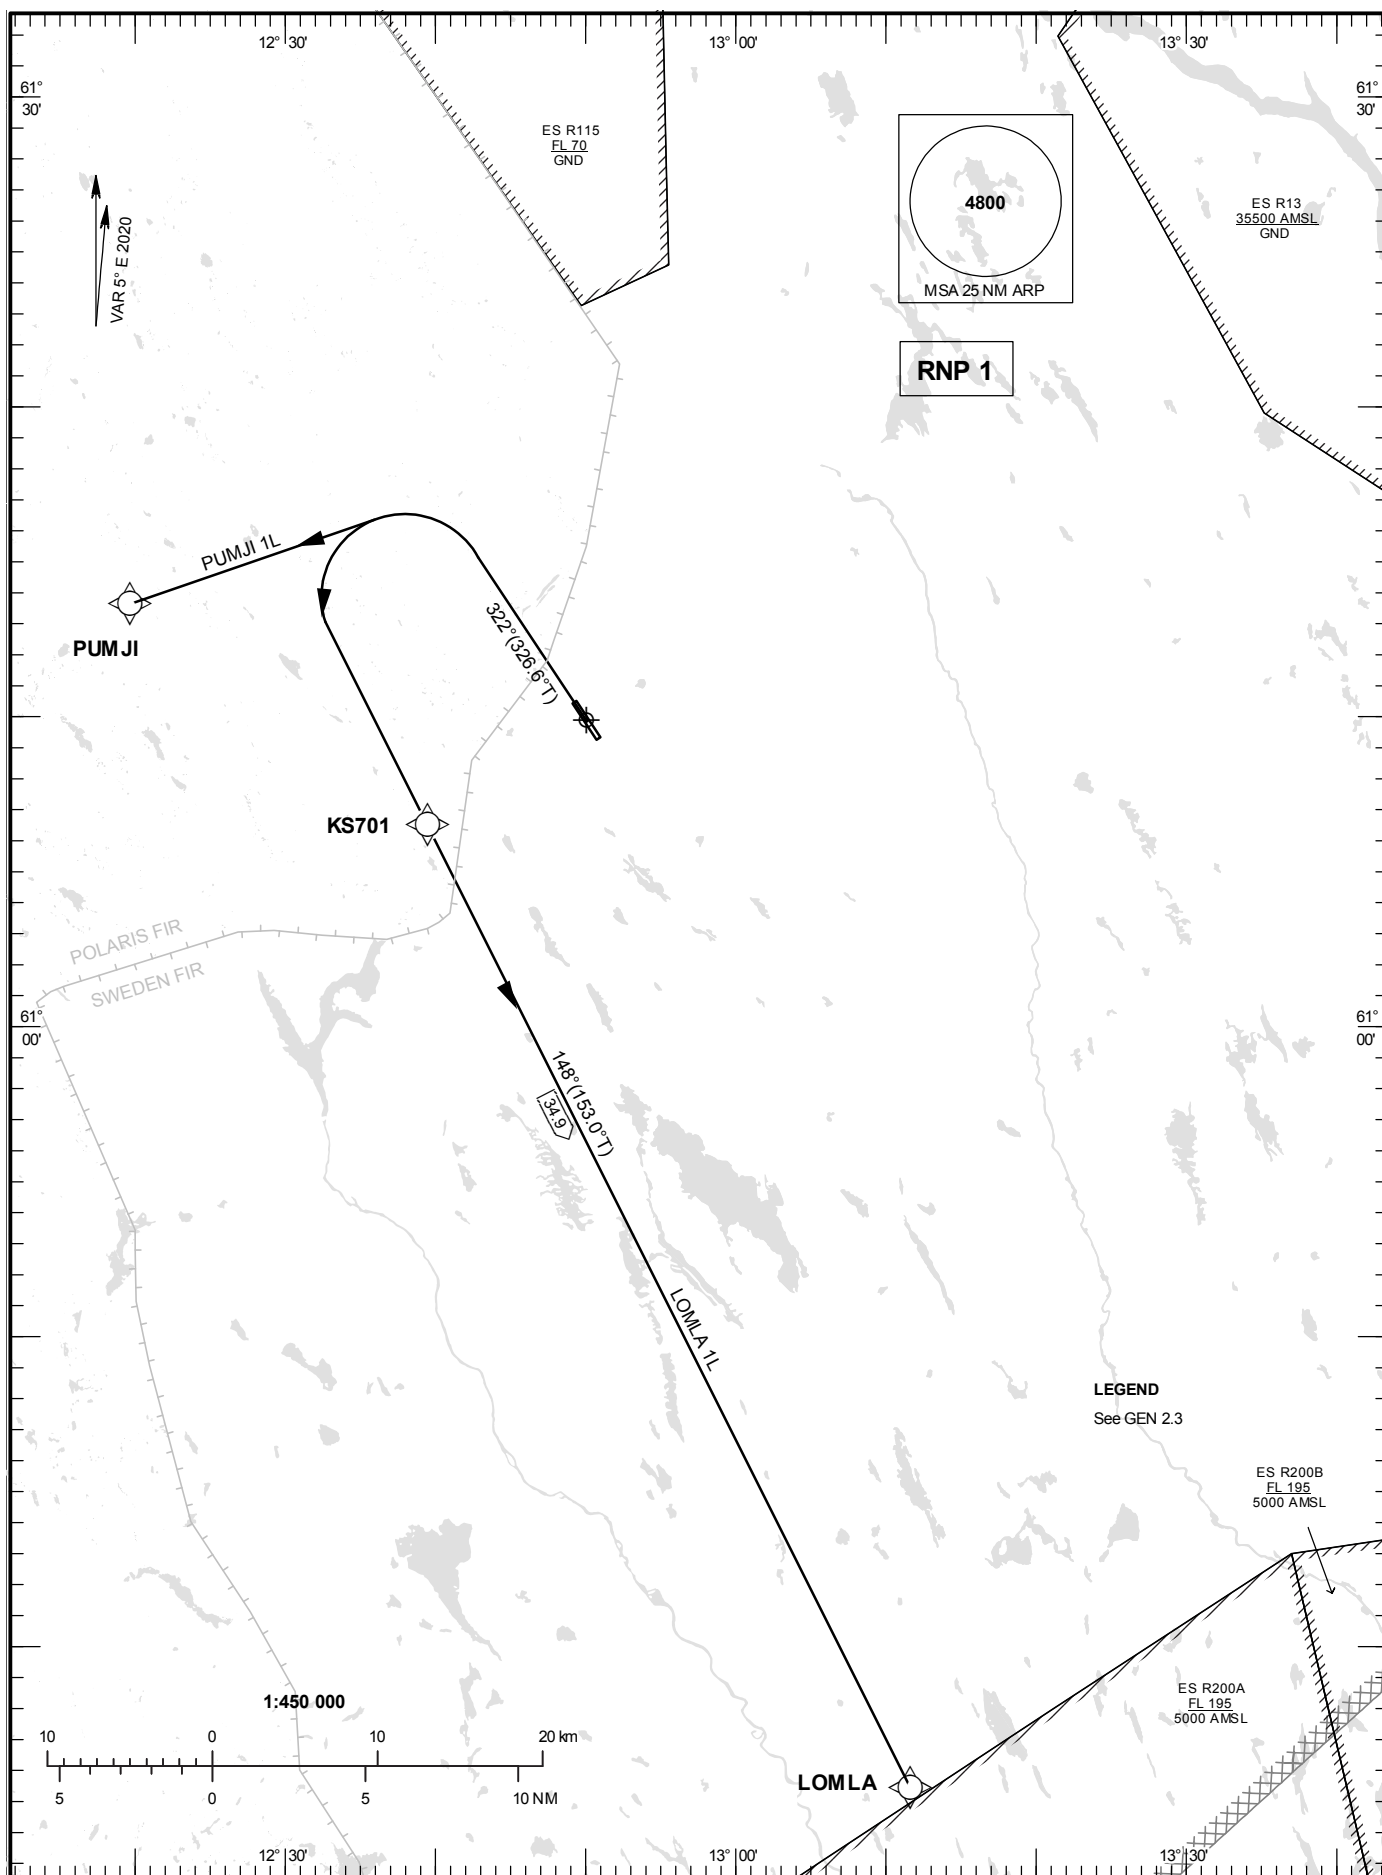 12° 30'
13° 00'
13° 30'
61°
30'
61°
30'
ES R115
FL 70
GND
4800
MSA 25 NM ARP
ES R13
35500 AMSL
GND
VAR 5° E 2020
RNP 1
PUMJI 1L
PUMJI
322°(326.6°T)
KS701
POLARIS FIR
SWEDEN FIR
61°
00'
61°
00'
148°(153.0°T)
34.9
LOMLA 1L
LEGEND
See GEN 2.3
ES R200B
FL 195
5000 AMSL
ES R200A
FL 195
5000 AMSL
1:450 000
10 0 10 20 km
5 0 5 10 NM
LOMLA
12° 30'
13° 00'
13° 30'